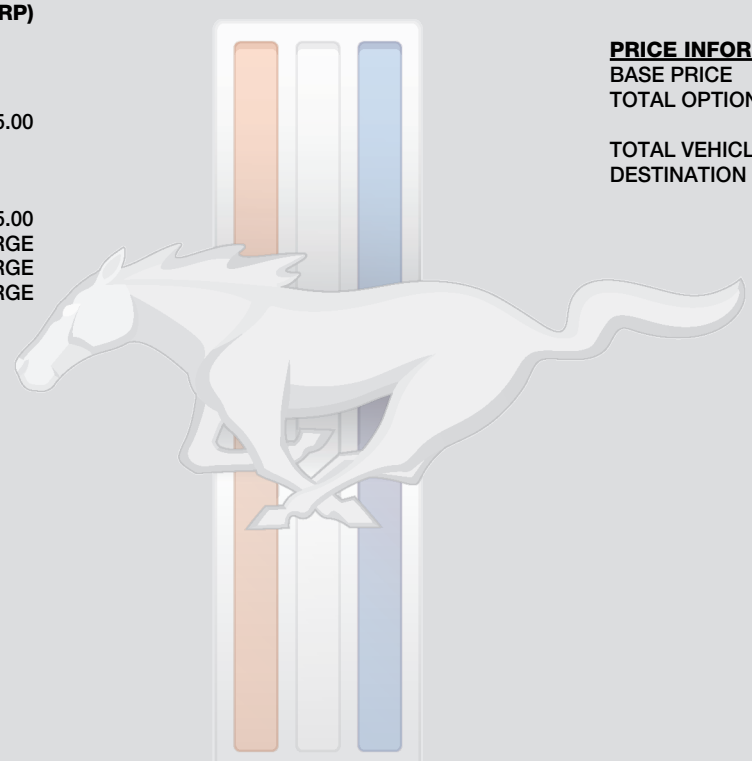 RP)
5.00
5.00
RGE
RGE
RGE
PRICE INFOR
BASE PRICE
TOTAL OPTION
TOTAL VEHICL
DESTINATION